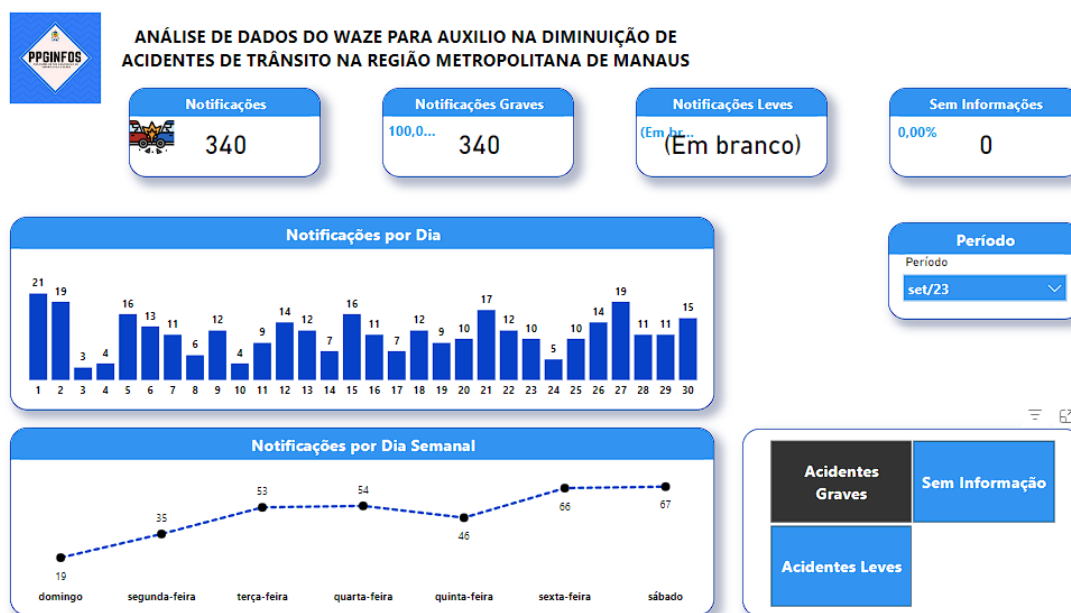 PPGINFOS
ANÁLISE DE DADOS DO WAZE PARA AUXILIO NA DIMINUIÇÃO DE
ACIDENTES DE TRÂNSITO NA REGIÃO METROPOLITANA DE MANAUS
Notificações
340
Notificações Graves
100,0...
340
Notificações Leves
(Em br...
(Em branco)
Sem Informações
0,00%
0
Notificações por Dia
21 19 3 4 16 13 11 6 12 4 9 14 12 7 16 11 7 12 9 10 17 12 10 5 10 14 19 11 11 15
1 2 3 4 5 6 7 8 9 10 11 12 13 14 15 16 17 18 19 20 21 22 23 24 25 26 27 28 29 30
Período
Período
set/23
Notificações por Dia Semanal
19 35 53 54 46 66 67
domingo segunda-feira terça-feira quarta-feira quinta-feira sexta-feira sábado
Acidentes
Graves
Sem Informação
Acidentes Leves